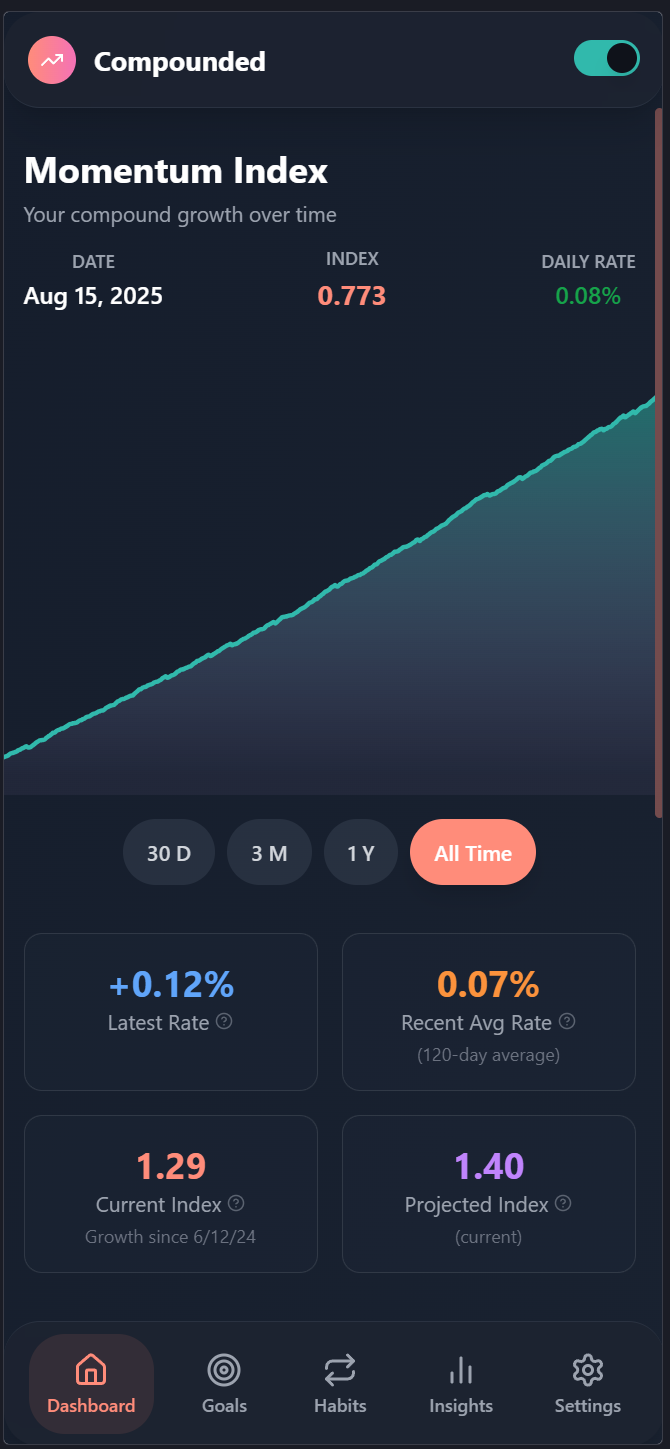 Compounded
Momentum Index
Your compound growth over time
DATE
INDEX
DAILY RATE
Aug 15, 2025
0.773
0.08%
30 D
3 M
1 Y
All Time
+0.12%
Latest Rate
0.07%
Recent Avg Rate
(120-day average)
1.29
Current Index
Growth since 6/12/24
1.40
Projected Index
(current)
Dashboard
Goals
Habits
Insights
Settings